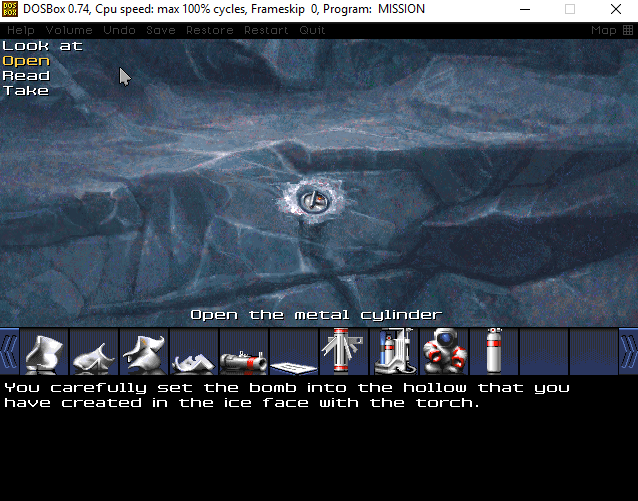 DOS
BOX
DOSBox 0.74, Cpu speed: max 100% cycles, Frameskip 0, Program: MISSION
Help Volume Undo Save Restore Restart Quit Map
Look at
Open
Read
Take
Open the metal cylinder
You carefully set the bomb into the hollow that you
have created in the ice face with the torch.